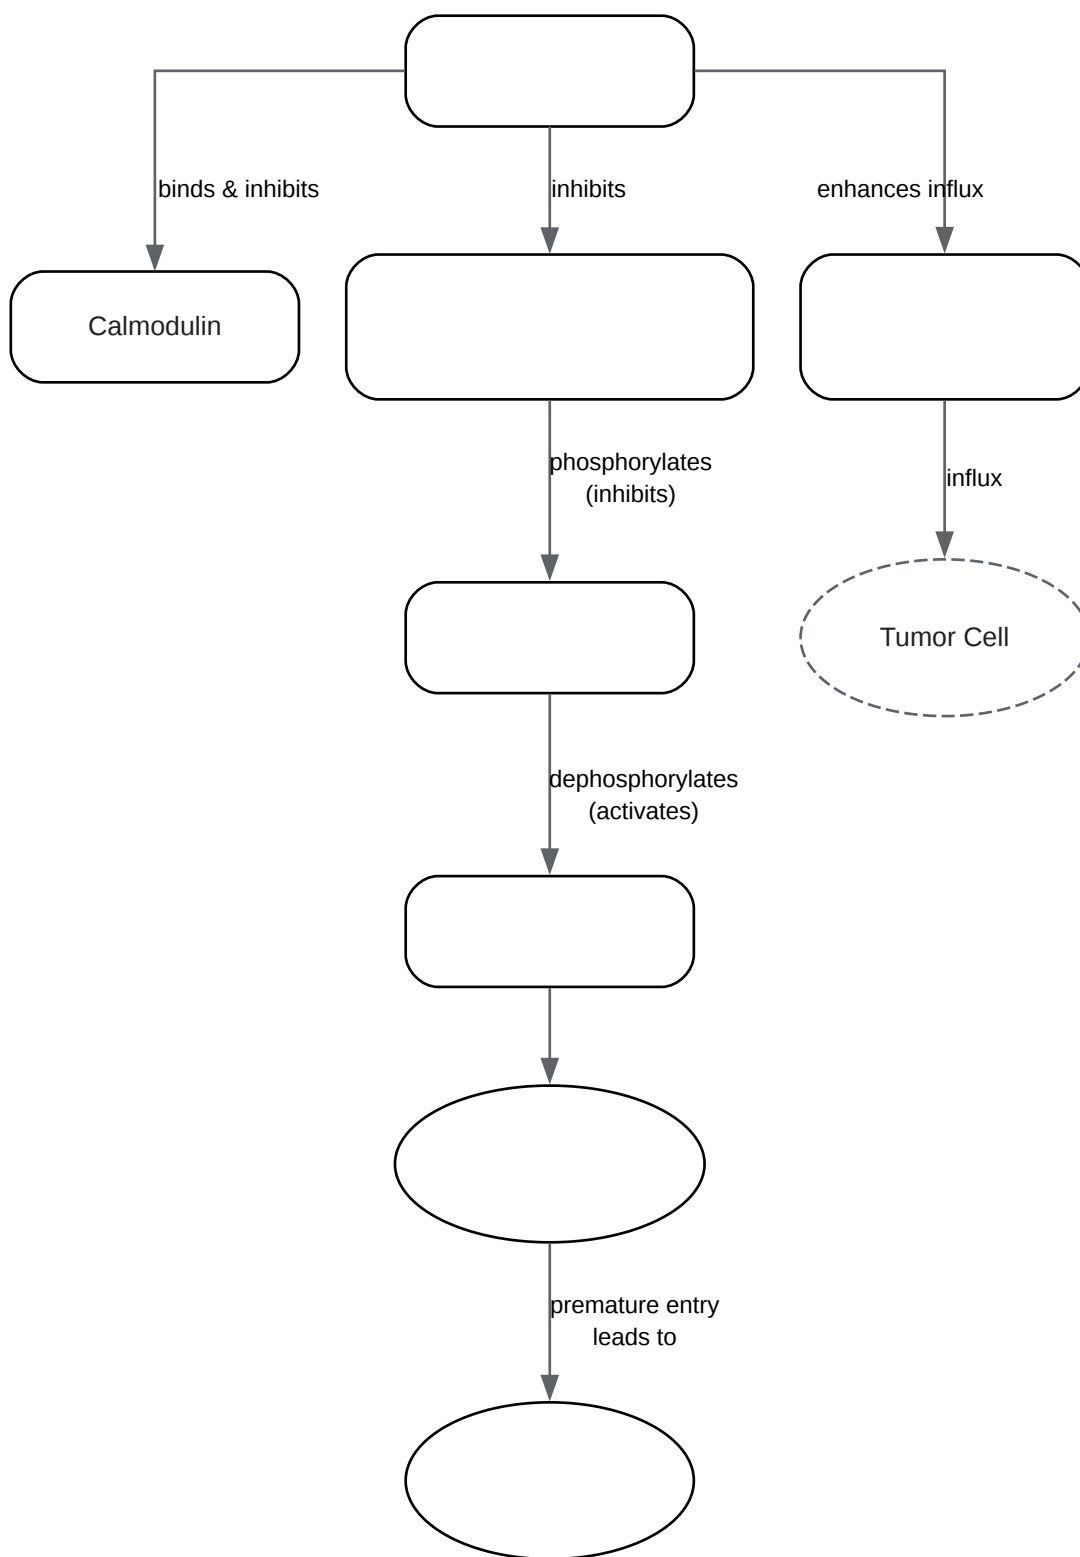 binds & inhibits
inhibits
enhances influx
Calmodulin
phosphorylates
(inhibits)
influx
Tumor Cell
dephosphorylates
(activates)
premature entry
leads to